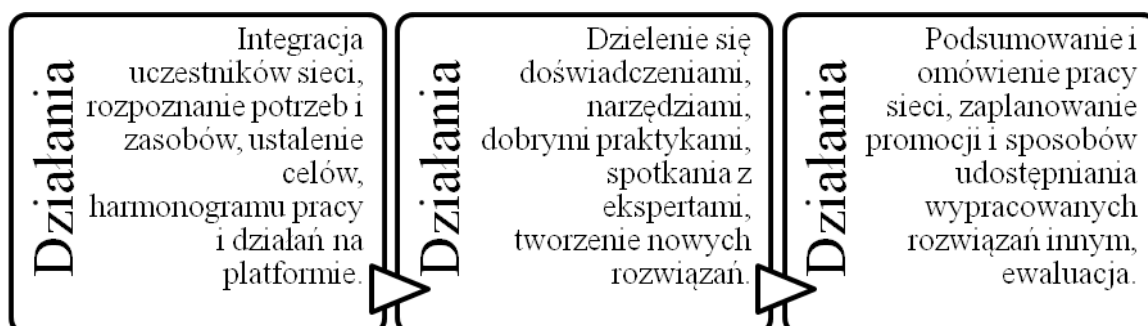 Działania
Integracja
uczestników sieci,
rozpoznanie potrzeb i
zasobów, ustalenie
celów,
harmonogramu pracy
i działań na
platformie.
Działania
Dzielenie się
doświadczeniami,
narzędziami,
dobrymi praktykami,
spotkania z
ekspertami,
tworzenie nowych
rozwiązań.
Działania
Podsumowanie i
omówienie pracy
sieci, zaplanowanie
promocji i sposobów
udostępniania
wypracowanych
rozwiązań innym,
ewaluacja.